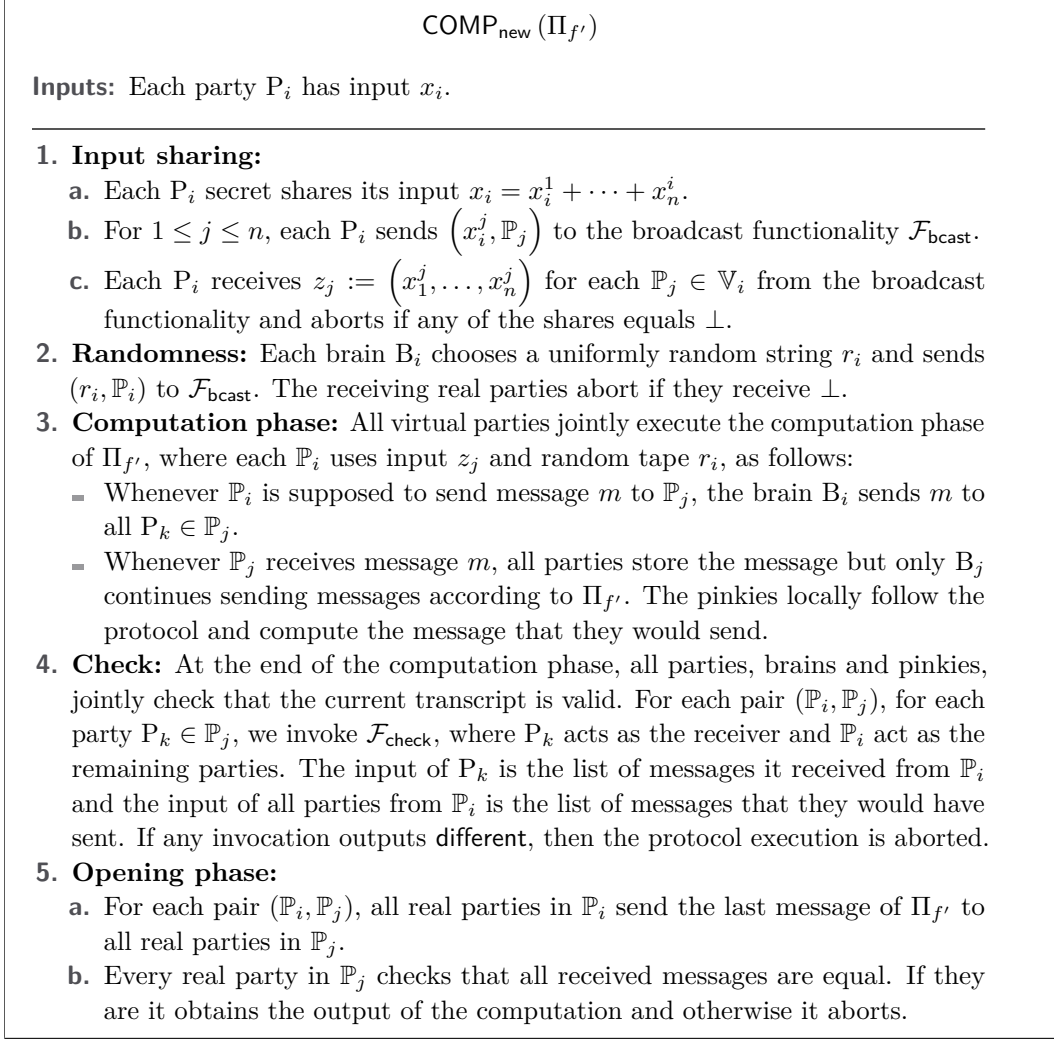 COMP_new (Π_{f′})
Inputs: Each party P_i has input x_i.
1. Input sharing:
a. Each P_i secret shares its input x_i = x_i^1 + ⋯ + x_n^i.
b. For 1 ≤ j ≤ n, each P_i sends (x_i^j, ℙ_j) to the broadcast functionality ℱ_bcast.
c. Each P_i receives z_j := (x_1^j, …, x_n^j) for each ℙ_j ∈ 𝕍_i from the broadcast
functionality and aborts if any of the shares equals ⊥.
2. Randomness: Each brain B_i chooses a uniformly random string r_i and sends
(r_i, ℙ_i) to ℱ_bcast. The receiving real parties abort if they receive ⊥.
3. Computation phase: All virtual parties jointly execute the computation phase
of Π_{f′}, where each ℙ_i uses input z_j and random tape r_i, as follows:
- Whenever ℙ_i is supposed to send message m to ℙ_j, the brain B_i sends m to
all P_k ∈ ℙ_j.
- Whenever ℙ_j receives message m, all parties store the message but only B_j
continues sending messages according to Π_{f′}. The pinkies locally follow the
protocol and compute the message that they would send.
4. Check: At the end of the computation phase, all parties, brains and pinkies,
jointly check that the current transcript is valid. For each pair (ℙ_i, ℙ_j), for each
party P_k ∈ ℙ_j, we invoke ℱ_check, where P_k acts as the receiver and ℙ_i act as the
remaining parties. The input of P_k is the list of messages it received from ℙ_i
and the input of all parties from ℙ_i is the list of messages that they would have
sent. If any invocation outputs different, then the protocol execution is aborted.
5. Opening phase:
a. For each pair (ℙ_i, ℙ_j), all real parties in ℙ_i send the last message of Π_{f′} to
all real parties in ℙ_j.
b. Every real party in ℙ_j checks that all received messages are equal. If they
are it obtains the output of the computation and otherwise it aborts.